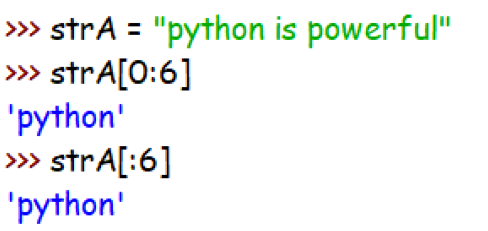 >>> strA = "python is powerful"
>>> strA[0:6]
'python'
>>> strA[:6]
'python'